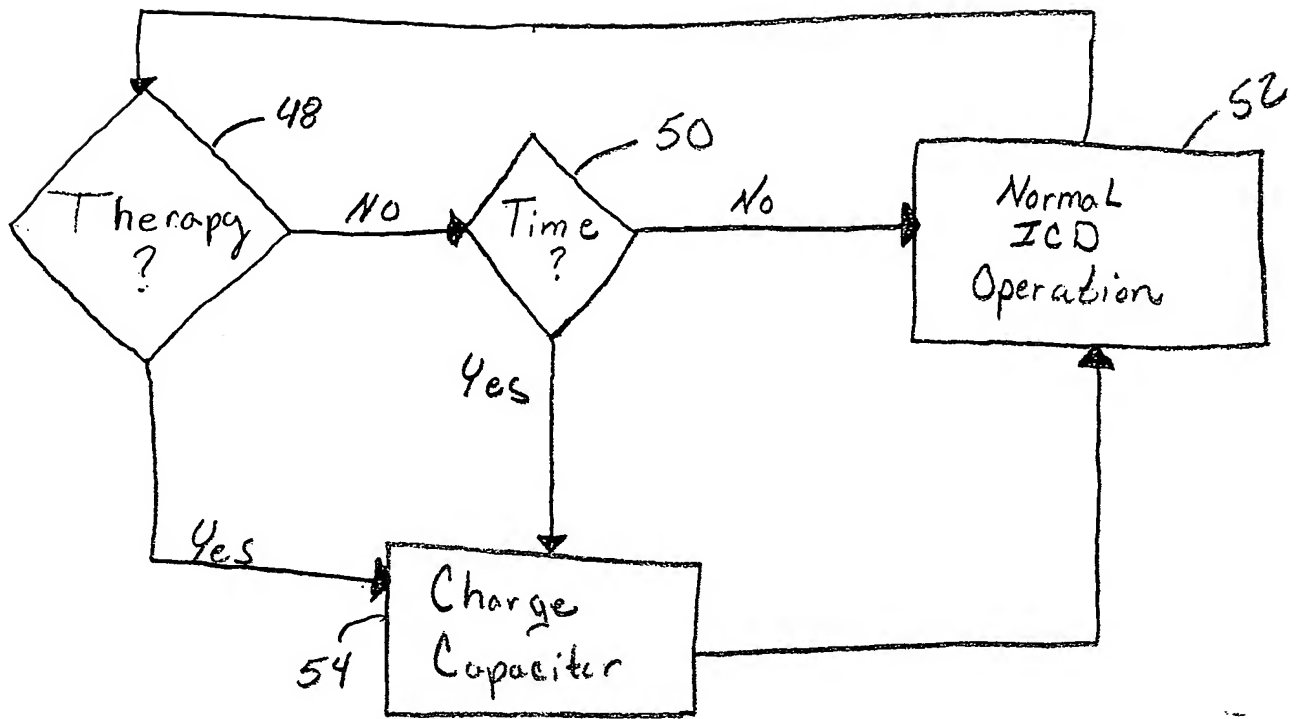 48
Therapy
?
No
50
Time
?
No
52
Normal
ICD
Operation
Yes
Yes
54
Charge
Capacitor